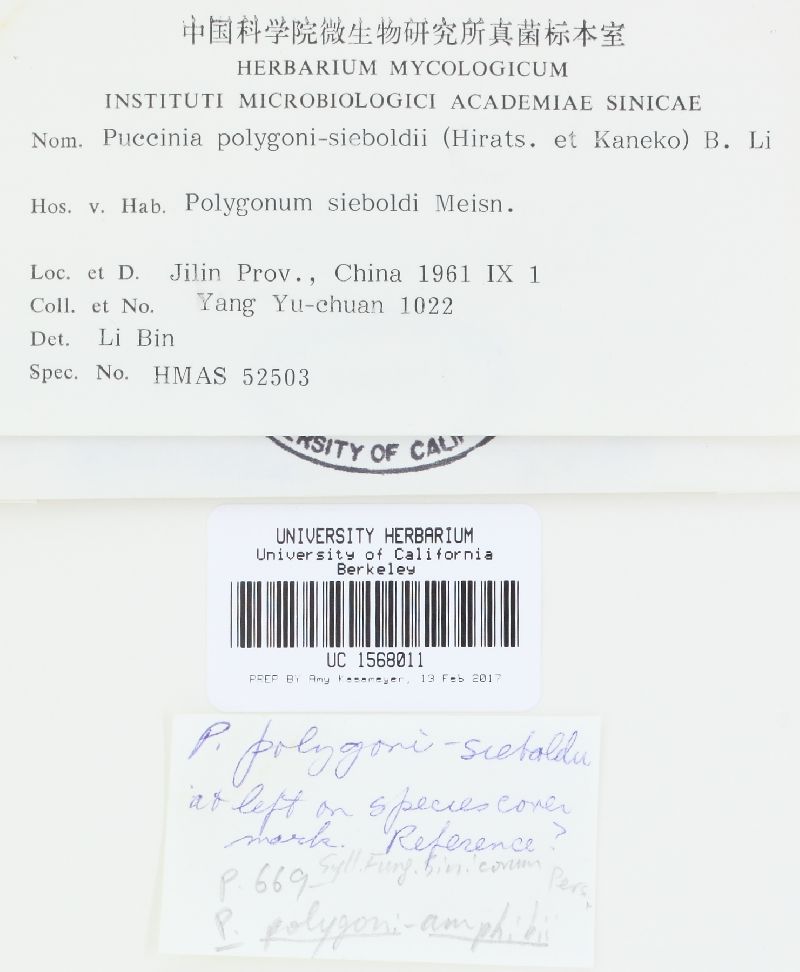 中国科学院微生物研究所真菌标本室
HERBARIUM MYCOLOGICUM
INSTITUTI MICROBIOLOGICI ACADEMIAE SINICAE
Nom. Puccinia polygoni-sieboldii (Hirats. et Kaneko) B. Li
Hos. v. Hab. Polygonum sieboldi Meisn.
Loc. et D. Jilin Prov., China 1961 IX 1
Coll. et No. Yang Yu-chuan 1022
Det. Li Bin
Spec. No. HMAS 52503
RSITY OF CALIF
UNIVERSITY HERBARIUM
University of California
Berkeley
UC 1568011
PREP BY Amy Kasameyer, 13 Feb 2017
P. polygoni-sieboldii
at left on species cover
mark. Reference?
P. 669 Syll. Fung. Sinicorum Pers.
P. polygoni-amphibii